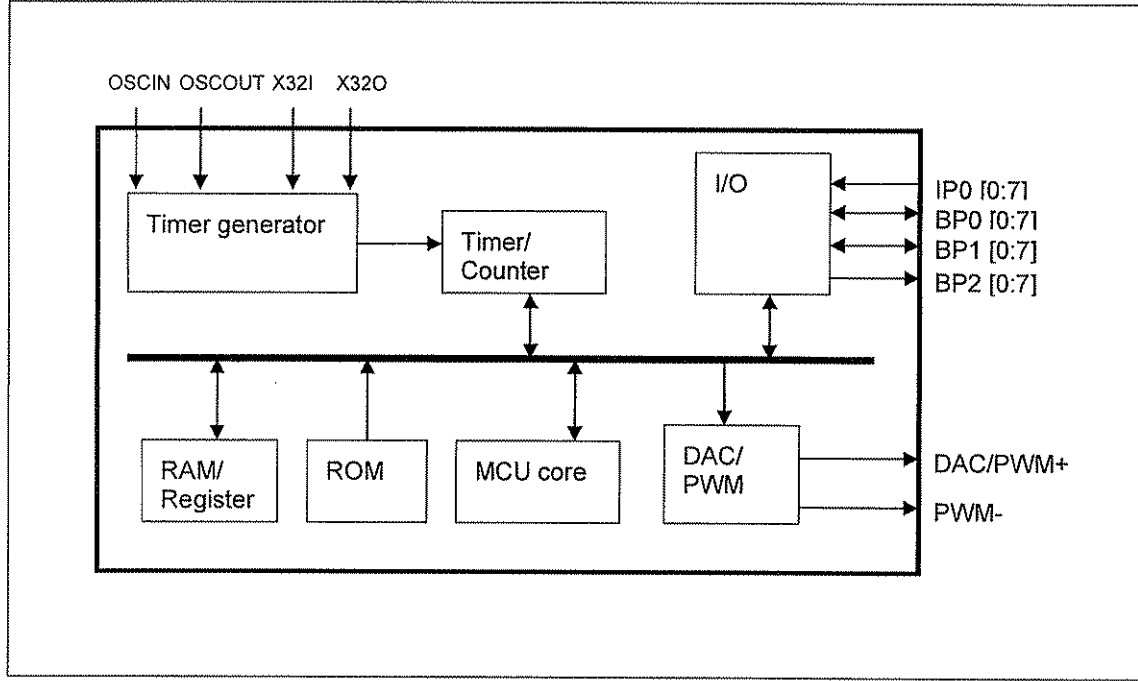 OSCIN OSCOUT X32I X32O
Timer generator
Timer/
Counter
I/O
IP0 [0:7]
BP0 [0:7]
BP1 [0:7]
BP2 [0:7]
RAM/
Register
ROM
MCU core
DAC/
PWM
DAC/PWM+
PWM-